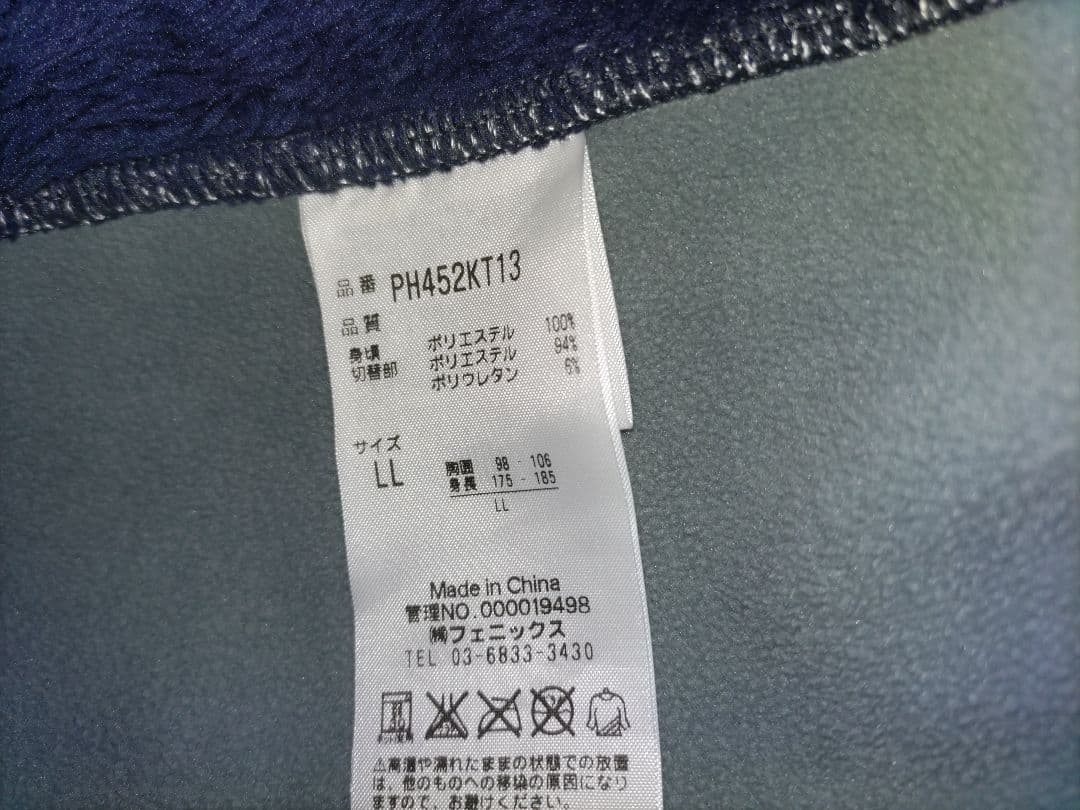 品番 PH452KT13
品質
身頃 ポリエステル 100%
切替部 ポリエステル 94%
ポリウレタン 6%
サイズ
LL
胸囲 98 - 106
身長 175 - 185
LL
Made in China
管理NO.000019498
㈱フェニックス
TEL 03-6833-3430
⚠高温や濡れたままの状態での放置
は、他のものへの移染の原因になり
ますので、お避けください。